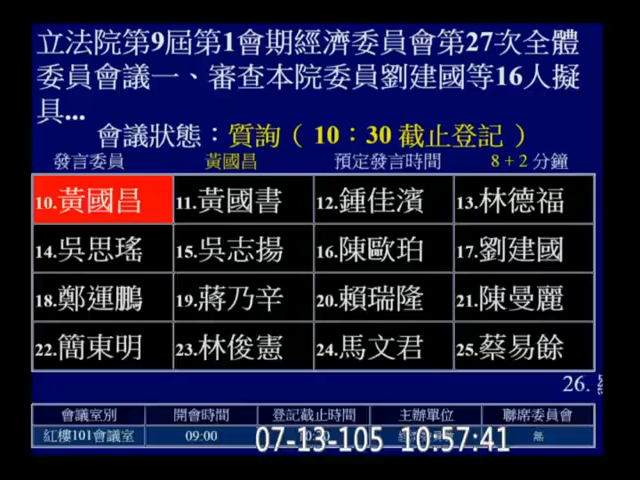 立法院第9屆第1會期經濟委員會第27次全體
委員會議一、審查本院委員劉建國等16人擬
具...
會議狀態：質詢（10：30截止登記）
發言委員 黃國昌 預定發言時間 8+2分鐘
10.黃國昌 11.黃國書 12.鍾佳濱 13.林德福
14.吳思瑤 15.吳志揚 16.陳歐珀 17.劉建國
18.鄭運鵬 19.蔣乃辛 20.賴瑞隆 21.陳曼麗
22.簡東明 23.林俊憲 24.馬文君 25.蔡易餘
26.
會議室別 開會時間 登記截止時間 主辦單位 聯席委員會
紅樓101會議室 09:00 無
07-13-105 10:57:41